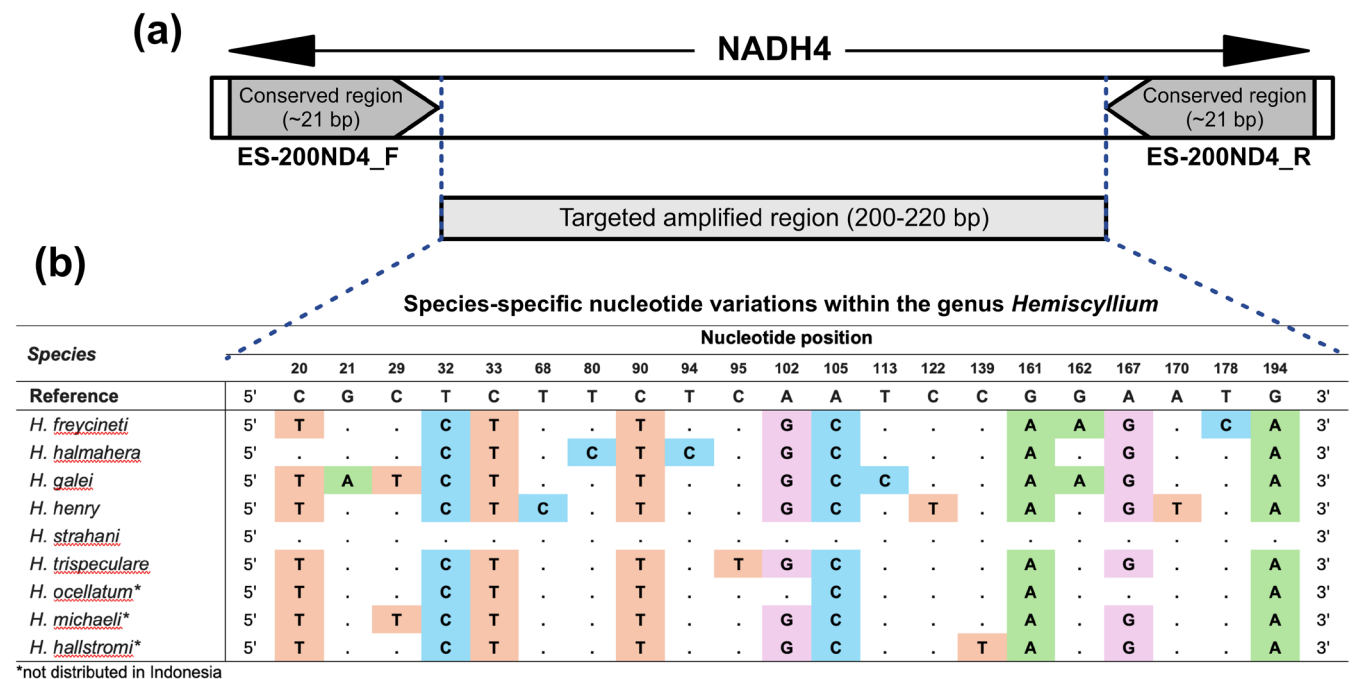 (a)
NADH4
Conserved region
(~21 bp)
Conserved region
(~21 bp)
ES-200ND4_F
ES-200ND4_R
Targeted amplified region (200-220 bp)
(b)
Species-specific nucleotide variations within the genus Hemiscyllium
Species
Nucleotide position
20 21 29 32 33 68 80 90 94 95 102 105 113 122 139 161 162 167 170 178 194
Reference 5' C G C T C T T C T C A A T C C G G A A T G 3'
H. freycineti 5' T . . C T . . T . . G C . . . A A G . C A 3'
H. halmahera 5' . . . C T . C T C . G C . . . A . G . . A 3'
H. galei 5' T A T C T . . T . . G C C . . A A G . . A 3'
H. henry 5' T . . C T C . T . . G C . T . A . G T . A 3'
H. strahani 5' . . . . . . . . . . . . . . . . . . . . . 3'
H. trispeculare 5' T . . C T . . T . T G C . . . A . G . . A 3'
H. ocellatum* 5' T . . C T . . T . . . C . . . A . . . . A 3'
H. michaeli* 5' T . T C T . . T . . G C . . . A . G . . A 3'
H. hallstromi* 5' T . . C T . . T . . G C . . T A . G . . A 3'
*not distributed in Indonesia